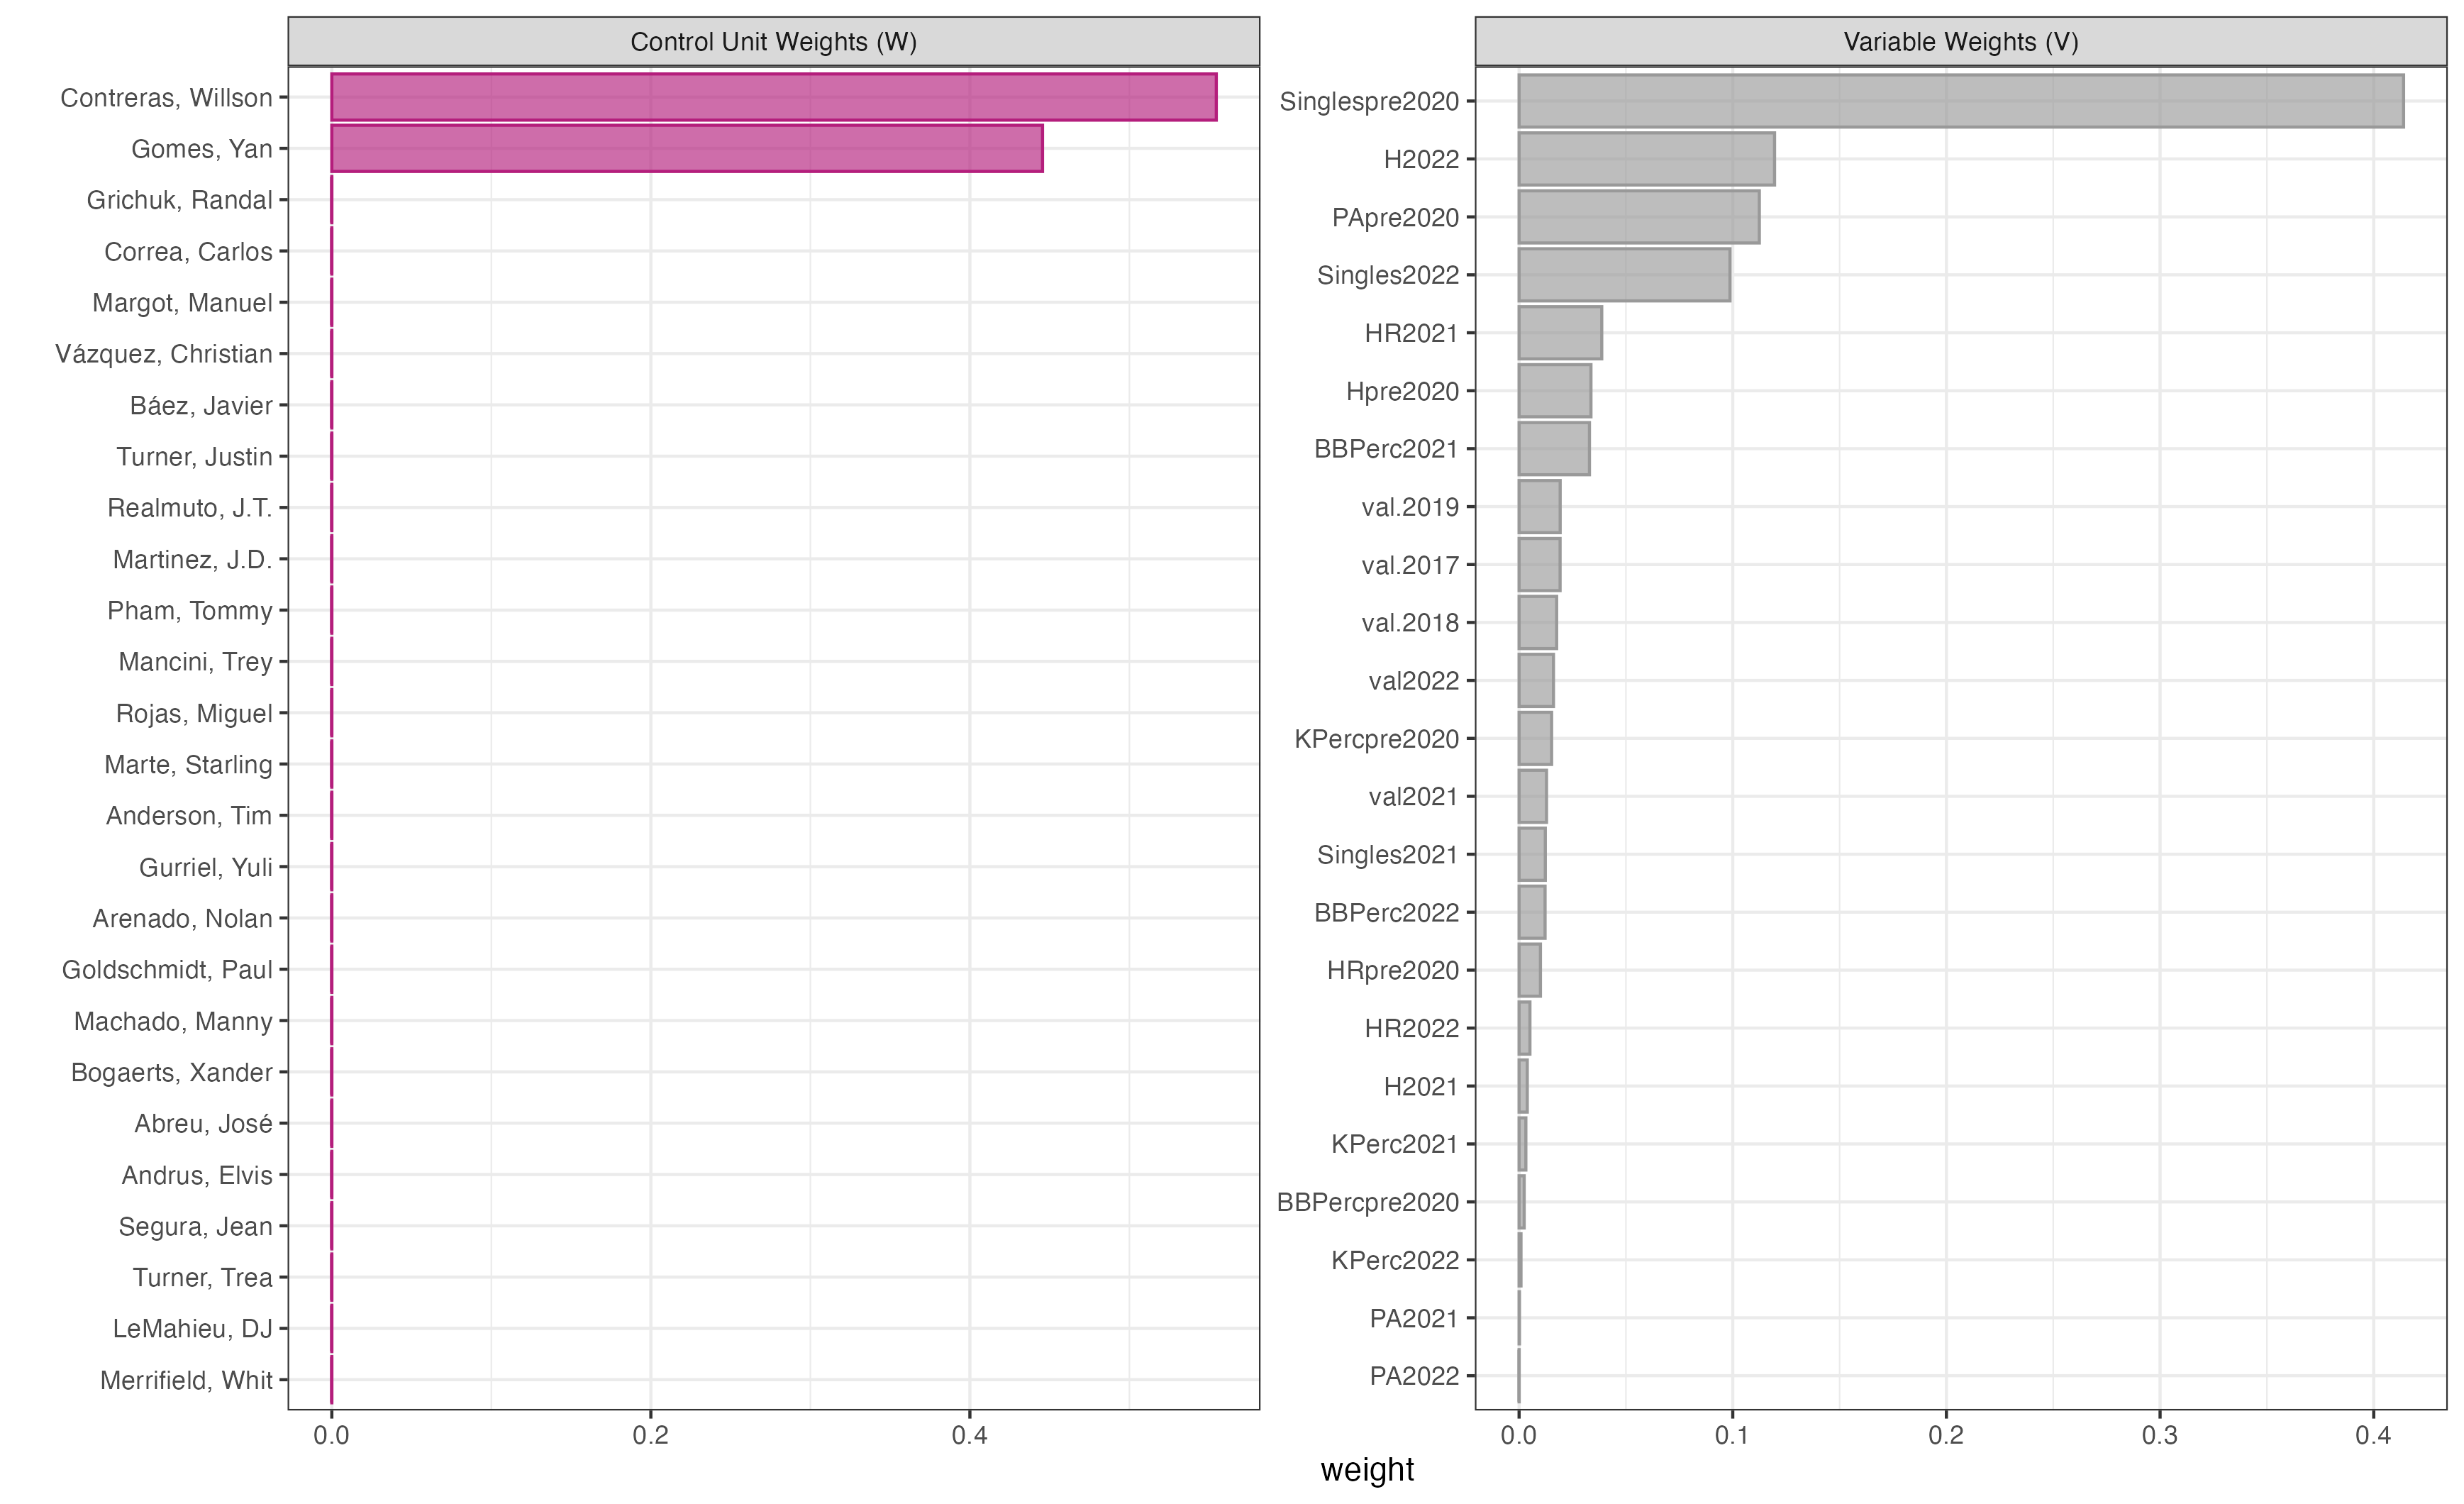 Control Unit Weights (W)
Contreras, Willson
Gomes, Yan
Grichuk, Randal
Correa, Carlos
Margot, Manuel
Vázquez, Christian
Báez, Javier
Turner, Justin
Realmuto, J.T.
Martinez, J.D.
Pham, Tommy
Mancini, Trey
Rojas, Miguel
Marte, Starling
Anderson, Tim
Gurriel, Yuli
Arenado, Nolan
Goldschmidt, Paul
Machado, Manny
Bogaerts, Xander
Abreu, José
Andrus, Elvis
Segura, Jean
Turner, Trea
LeMahieu, DJ
Merrifield, Whit
0.0 0.2 0.4
Variable Weights (V)
Singlespre2020
H2022
PApre2020
Singles2022
HR2021
Hpre2020
BBPerc2021
val.2019
val.2017
val.2018
val2022
KPercpre2020
val2021
Singles2021
BBPerc2022
HRpre2020
HR2022
H2021
KPerc2021
BBPercpre2020
KPerc2022
PA2021
PA2022
0.0 0.1 0.2 0.3 0.4
weight